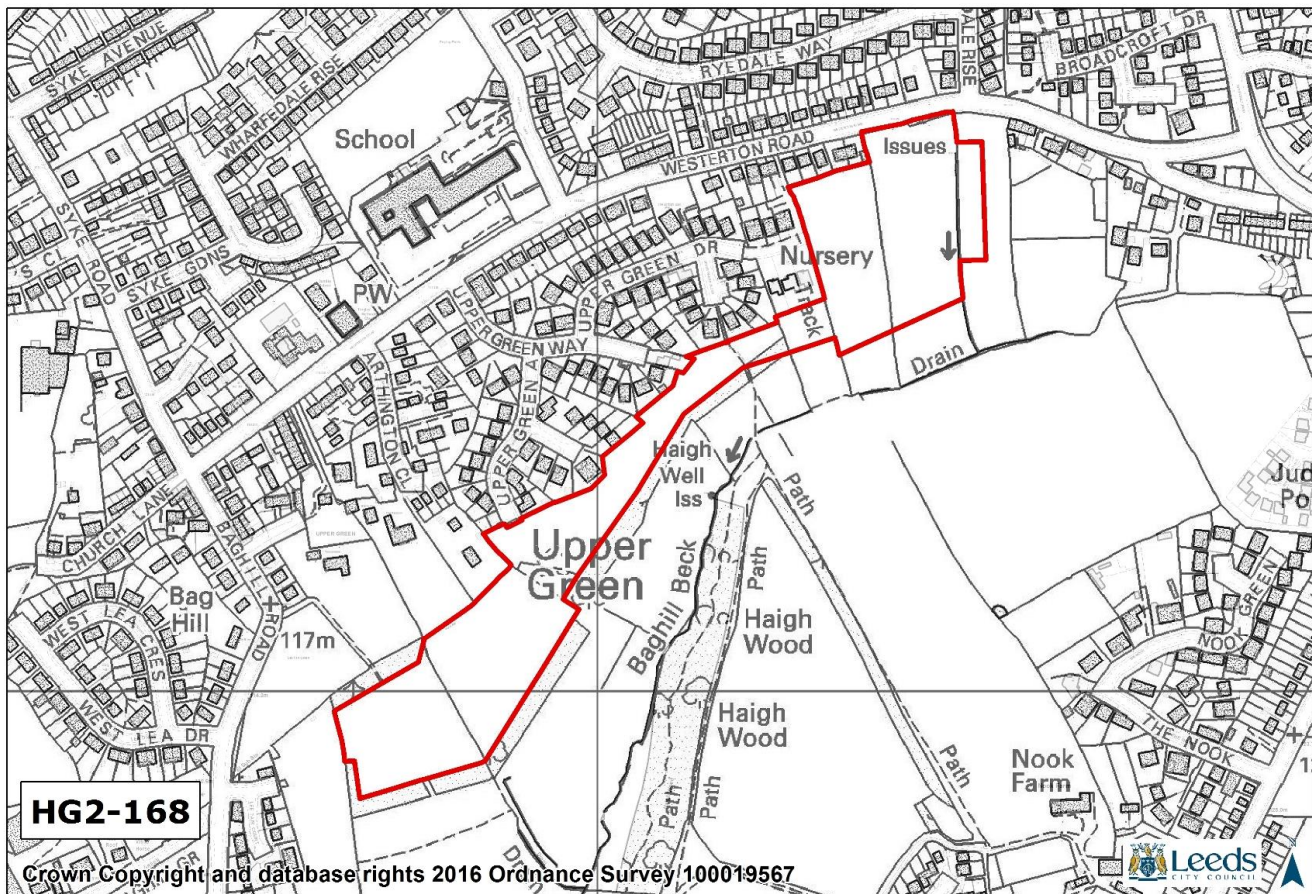 SYKE AVENUE
WHARFEDALE RISE
School
RYEDALE WAY
DALE RISE
BROADCROFT DR
WESTERTON ROAD
Issues
'S CL
SYKE ROAD
SYKE GDNS
PW
UPPER GREEN DR
Nursery
UPPER GREEN WAY
Track
ARTHINGTON CL
UPPER GREEN A
Drain
Haigh
Well
Iss
Path
Path
CHURCH LANE
UPPER GREEN
BAGHILL ROAD
Upper
Green
Bag
Hill
117m
WEST LEA CRES
Baghill Beck
Path
Haigh
Wood
NOOK GREEN
WEST LEA DR
Haigh
Wood
THE NOOK
Path
Path
Path
Nook
Farm
HG2-168
GR
Drain
Crown Copyright and database rights 2016 Ordnance Survey 100019567
Leeds
CITY COUNCIL